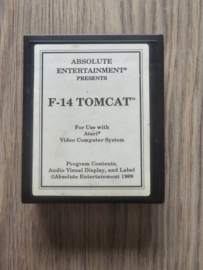 ABSOLUTE
ENTERTAINMENT®
PRESENTS
F-14 TOMCAT™
For Use with
Atari®
Video Computer System
Program Contents,
Audio Visual Display, and Label
©Absolute Entertainment 1989